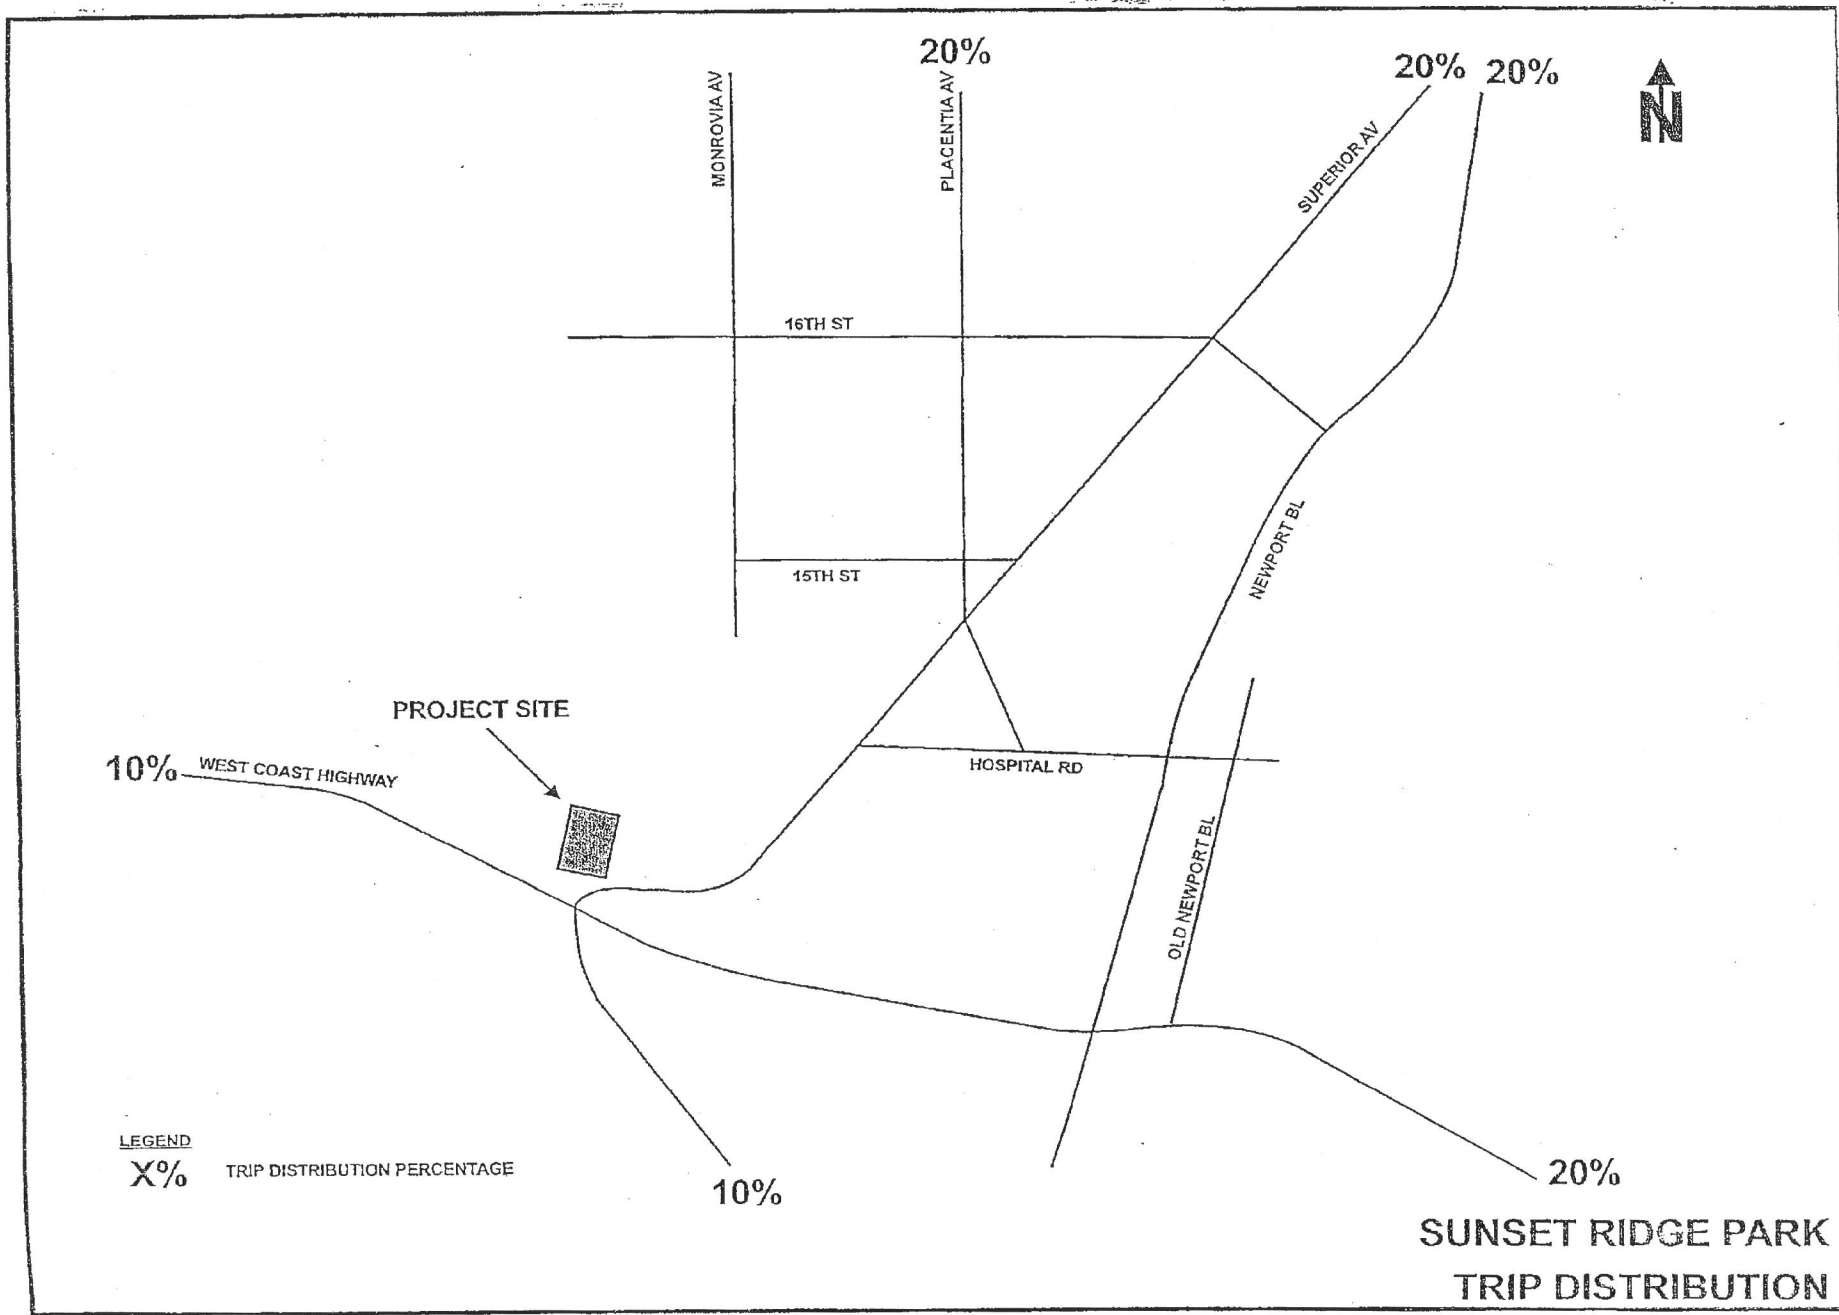 20%
20% 20%
N
MONROVIA AV
PLACENTIA AV
SUPERIOR AV
16TH ST
NEWPORT BL
15TH ST
PROJECT SITE
10%
WEST COAST HIGHWAY
HOSPITAL RD
OLD NEWPORT BL
LEGEND
X% TRIP DISTRIBUTION PERCENTAGE
10%
20%
SUNSET RIDGE PARK
TRIP DISTRIBUTION